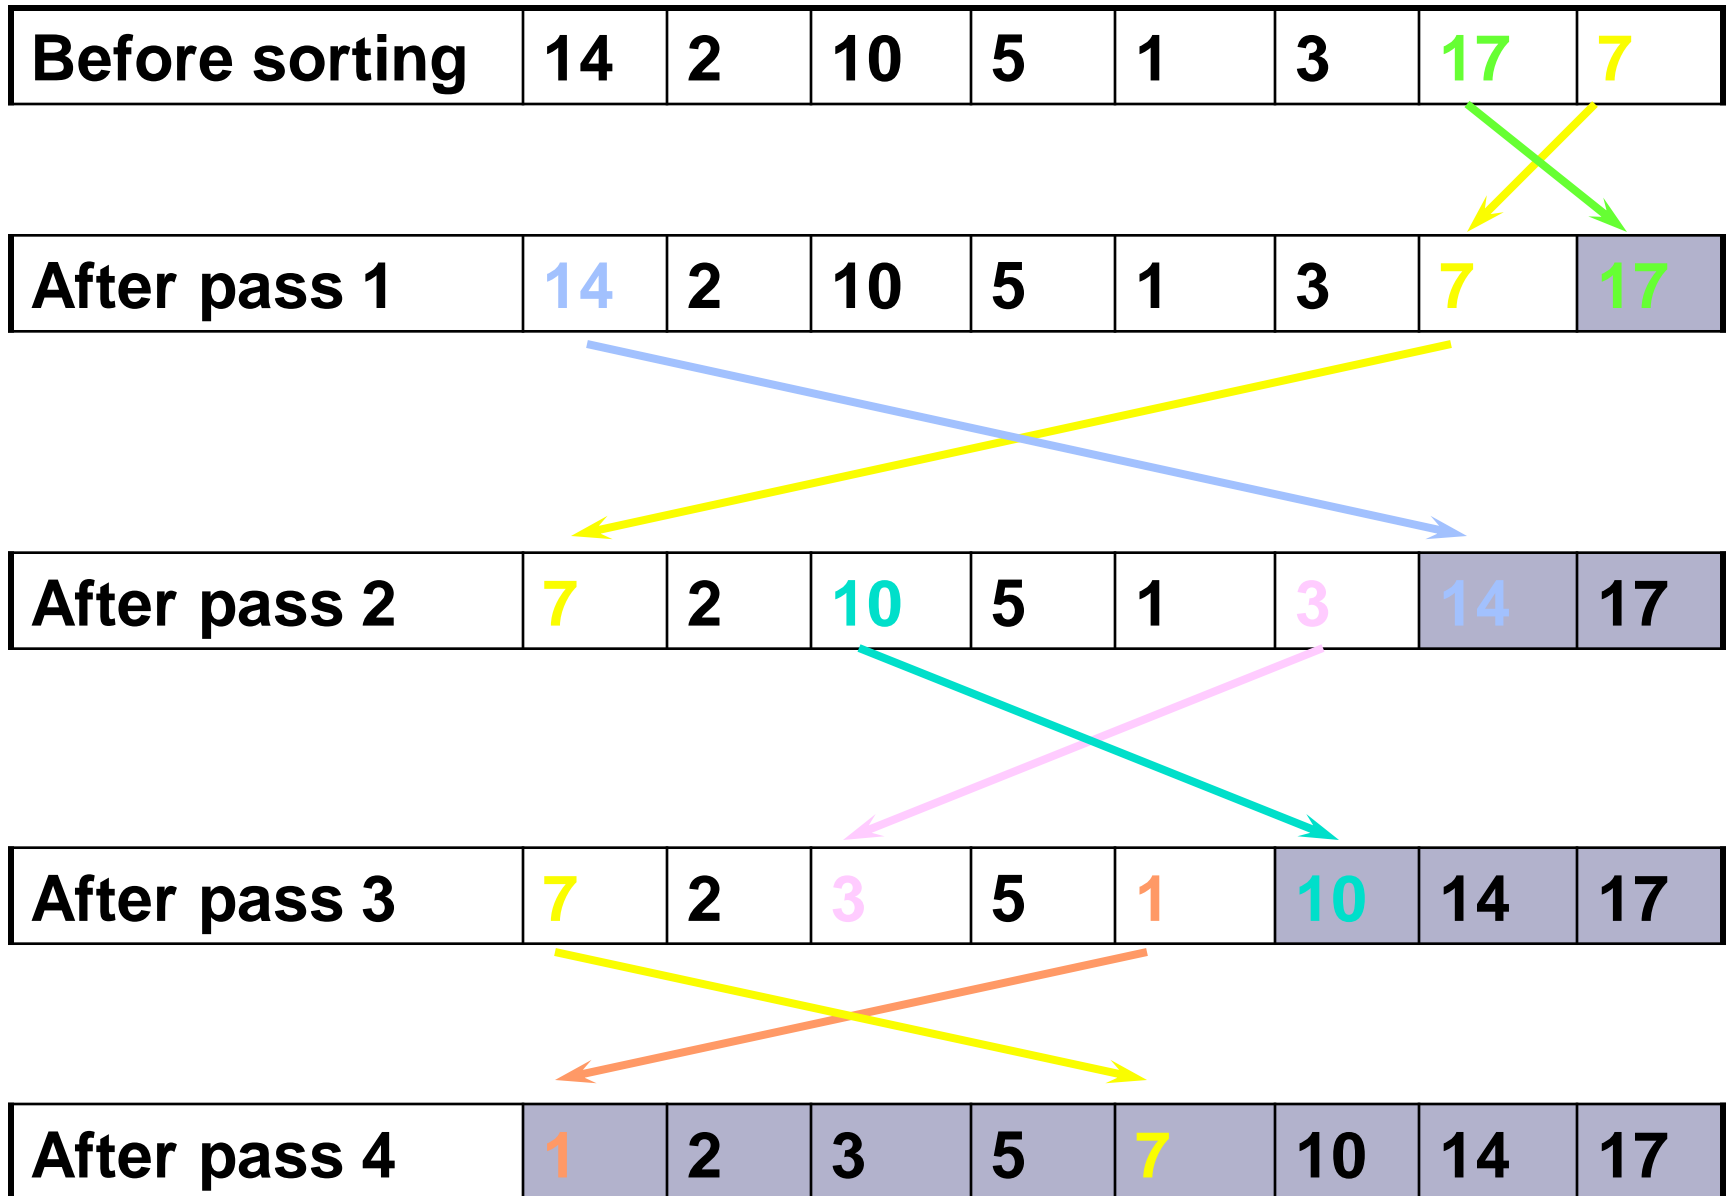 Before sorting 14 2 10 5 1 3 17 7
After pass 1 14 2 10 5 1 3 7 17
After pass 2 7 2 10 5 1 3 14 17
After pass 3 7 2 3 5 1 10 14 17
After pass 4 1 2 3 5 7 10 14 17